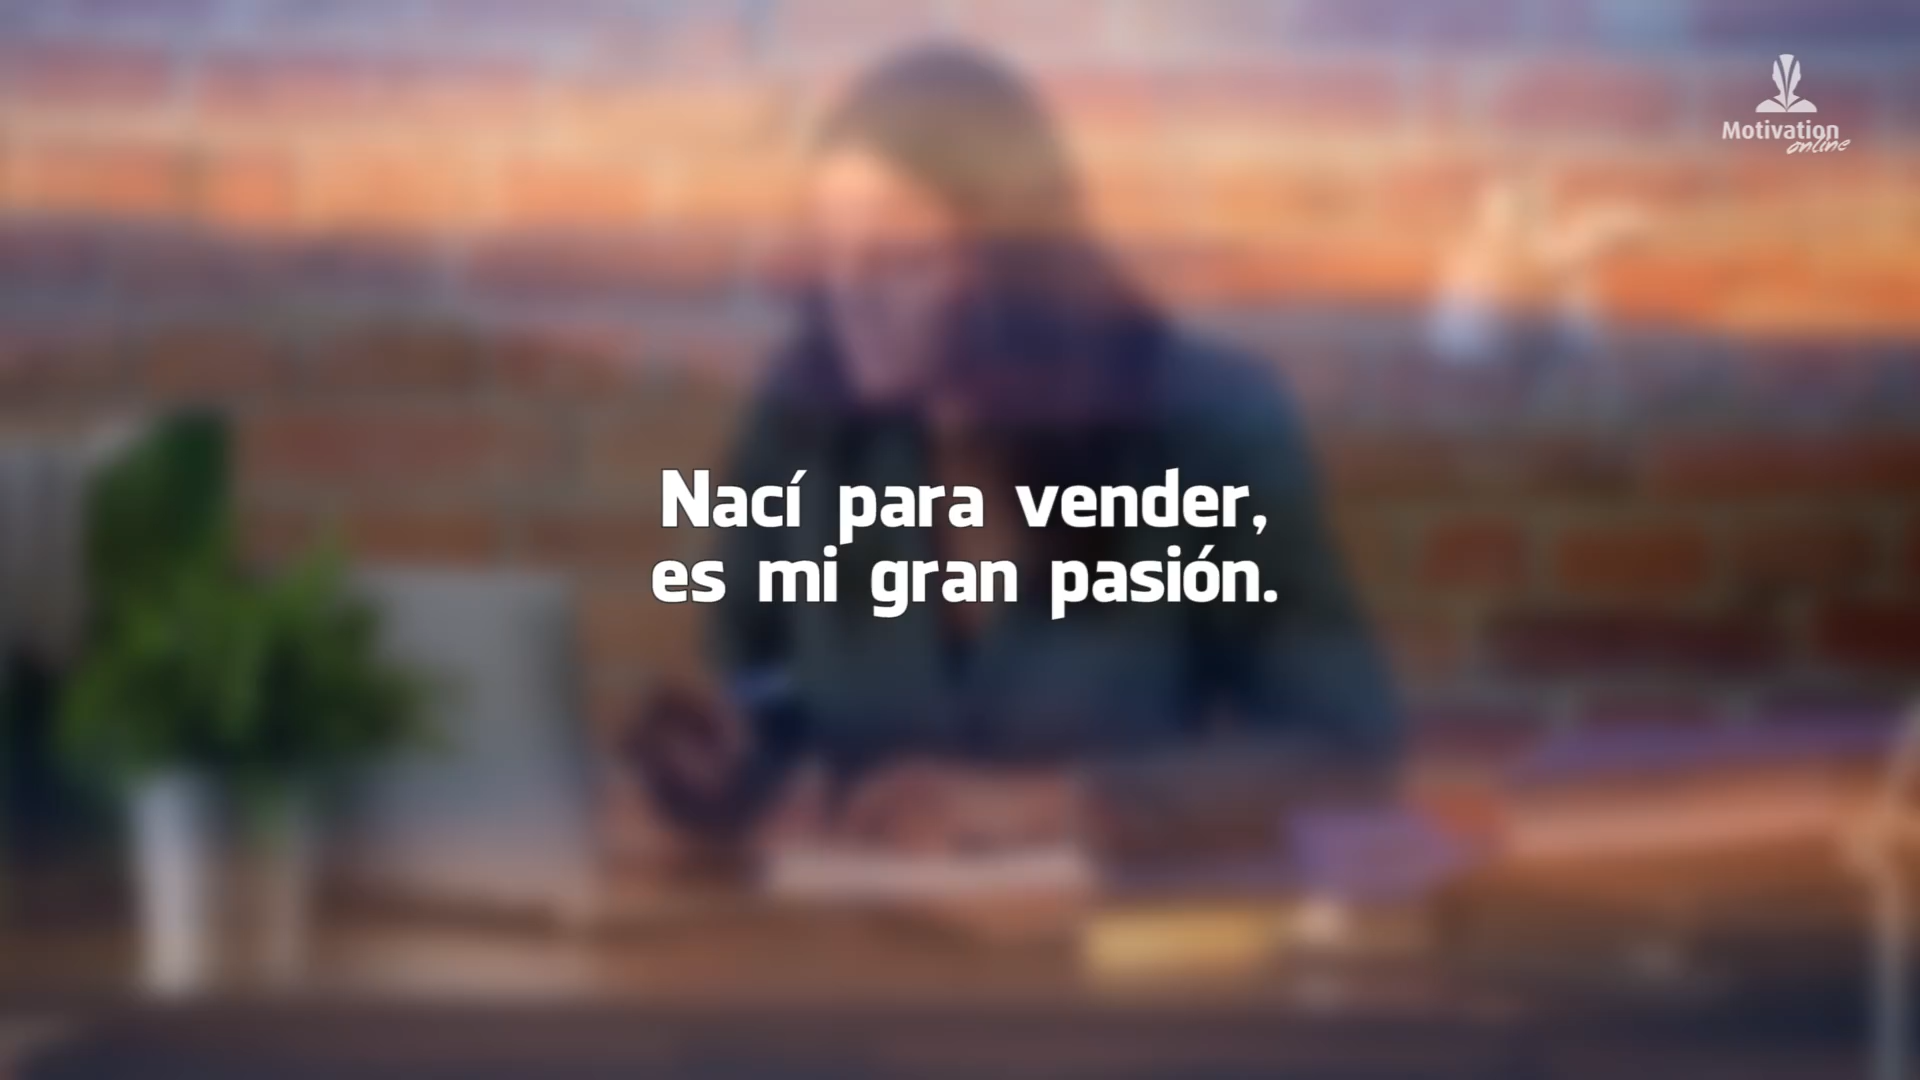 Motivation
online
Nací para vender,
es mi gran pasión.